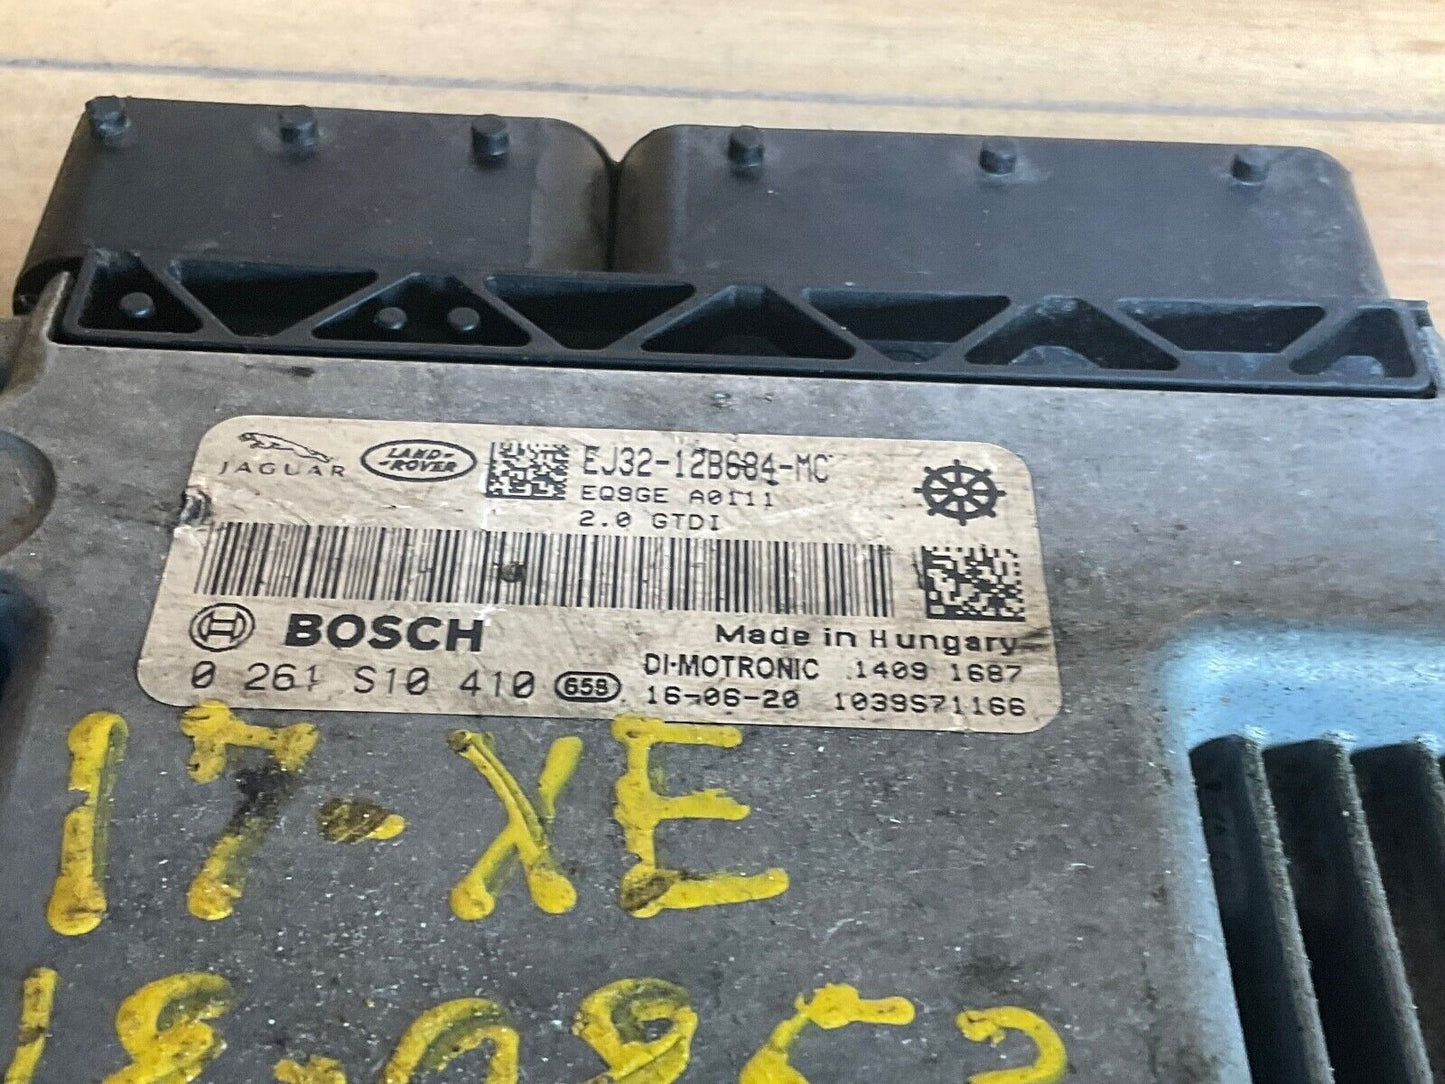 JAGUAR
LAND-
-ROVER
EJ32-12B684-MC
EQ9GE A0111
2.0 GTDI
BOSCH
Made in Hungary
0 261 S10 410
658
DI-MOTRONIC 1409 1687
16-06-20 1039S71166
17-XE